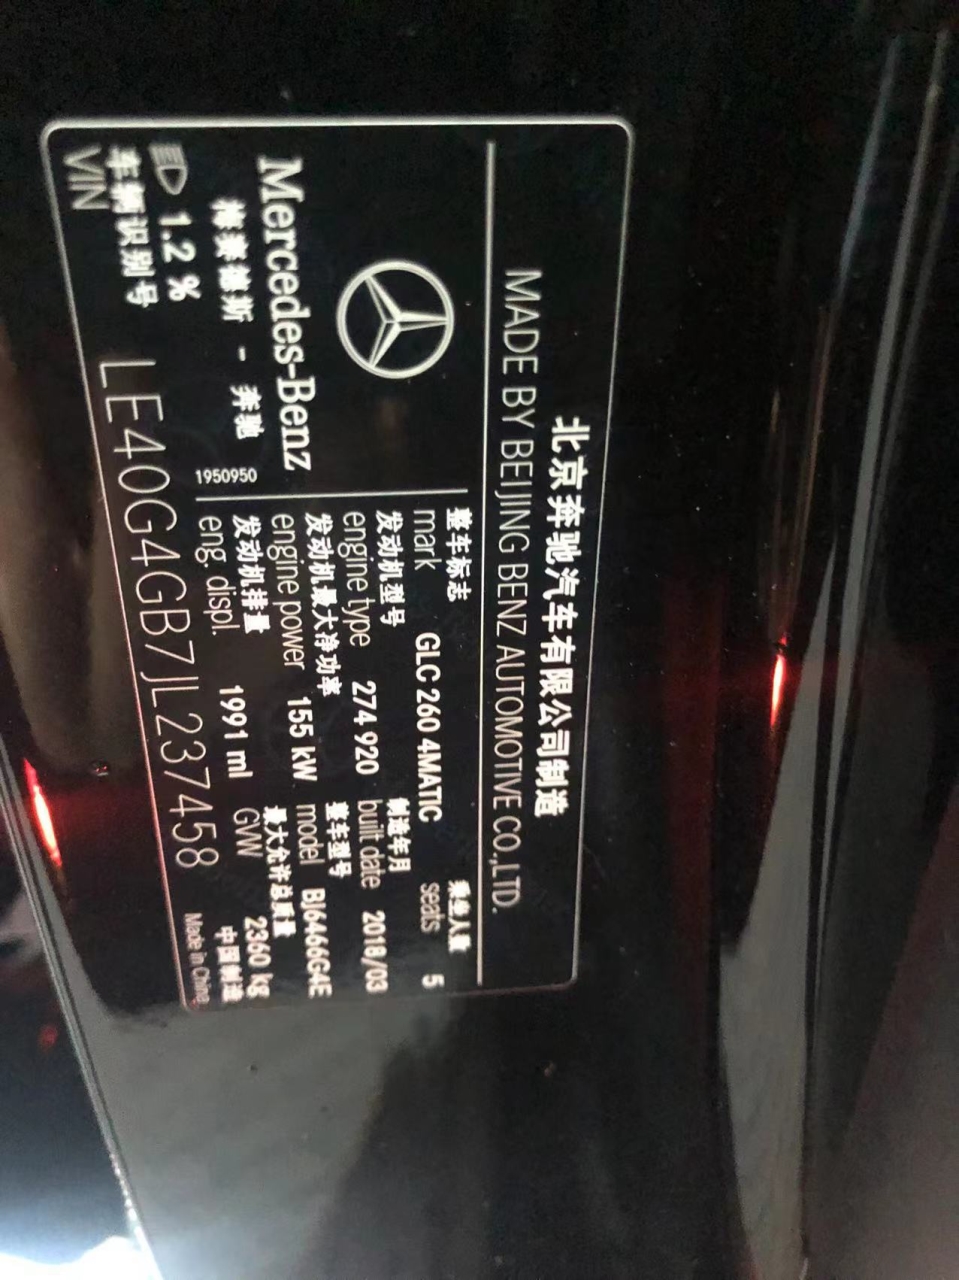 北京奔驰汽车有限公司制造
MADE BY BEIJING BENZ AUTOMOTIVE CO.,LTD.
Mercedes-Benz
梅赛德斯 - 奔驰
1950950
整车标志 乘坐人数
mark GLC 260 4MATIC seats 5
发动机型号 制造年月
engine type 274 920 built date 2018/03
发动机最大净功率 整车型号
engine power 155 kW model BJ6466G4E
发动机排量 最大允许总质量
eng. displ. 1991 ml GVW 2360 kg
1.2 %
中国制造
Made in China
车辆识别号
VIN LE40G4GB7JL237458